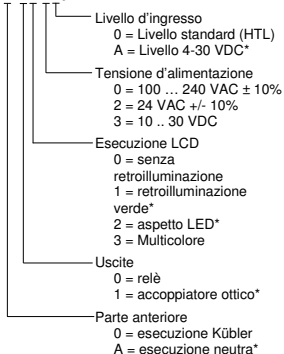 Livello d'ingresso
0 = Livello standard (HTL)
A = Livello 4-30 VDC*
Tensione d'alimentazione
0 = 100 … 240 VAC ± 10%
2 = 24 VAC +/- 10%
3 = 10 .. 30 VDC
Esecuzione LCD
0 = senza
retroilluminazione
1 = retroilluminazione
verde*
2 = aspetto LED*
3 = Multicolore
Uscite
0 = relè
1 = accoppiatore ottico*
Parte anteriore
0 = esecuzione Kübler
A = esecuzione neutra*